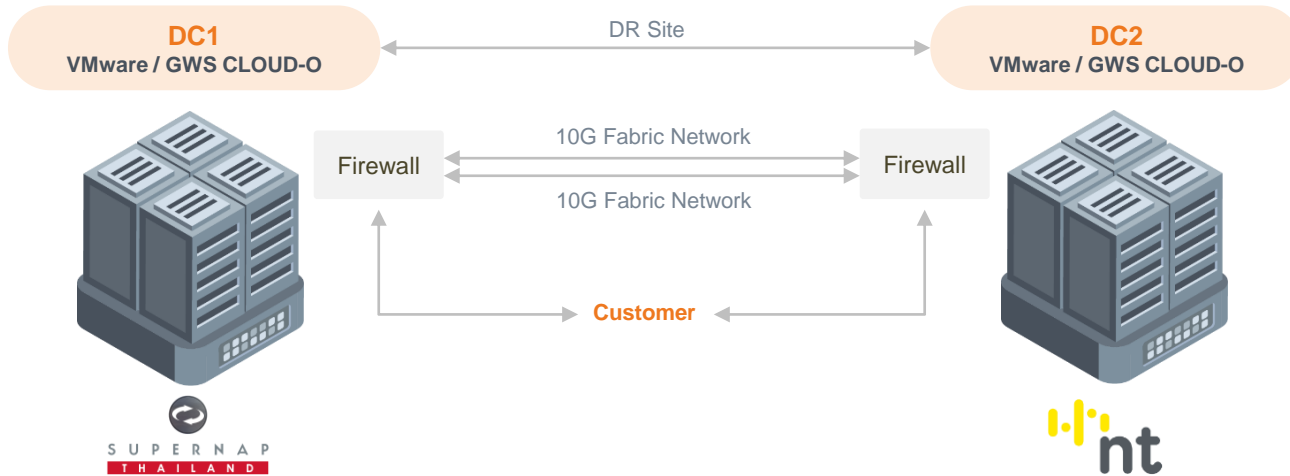 DC1
VMware / GWS CLOUD-O
DR Site
DC2
VMware / GWS CLOUD-O
Firewall
10G Fabric Network
10G Fabric Network
Firewall
Customer
SUPERNAP
THAILAND
nt